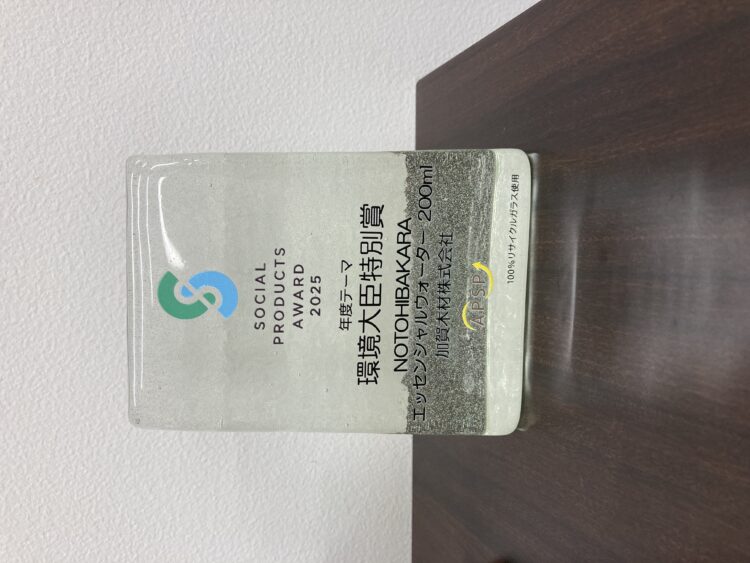 SOCIAL
PRODUCTS
AWARD
2025
年度テーマ
環境大臣特別賞
NOTOHIBAKARA
エッセンシャルウォーター 200ml
加賀木材株式会社
APSP
100%リサイクルガラス使用